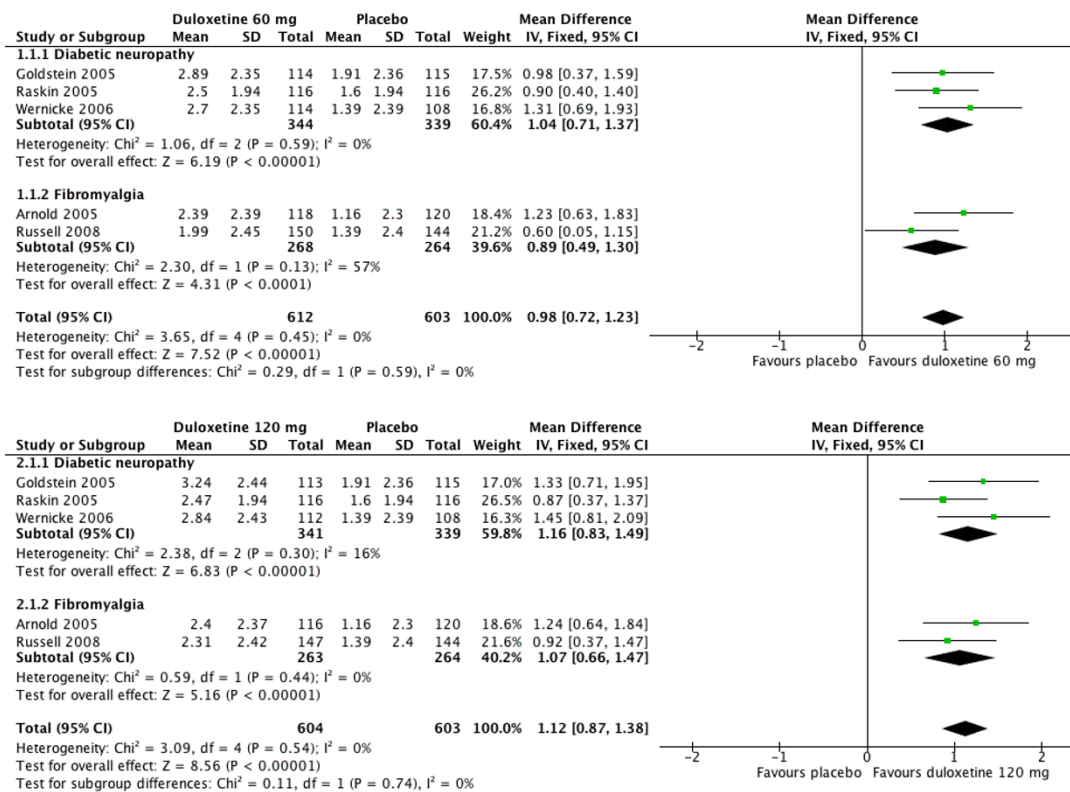 Duloxetine 60 mg Placebo Mean Difference Mean Difference
Study or Subgroup Mean SD Total Mean SD Total Weight IV, Fixed, 95% CI IV, Fixed, 95% CI
1.1.1 Diabetic neuropathy
Goldstein 2005 2.89 2.35 114 1.91 2.36 115 17.5% 0.98 [0.37, 1.59]
Raskin 2005 2.5 1.94 116 1.6 1.94 116 26.2% 0.90 [0.40, 1.40]
Wernicke 2006 2.7 2.35 114 1.39 2.39 108 16.8% 1.31 [0.69, 1.93]
Subtotal (95% CI) 344 339 60.4% 1.04 [0.71, 1.37]
Heterogeneity: Chi² = 1.06, df = 2 (P = 0.59); I² = 0%
Test for overall effect: Z = 6.19 (P < 0.00001)
1.1.2 Fibromyalgia
Arnold 2005 2.39 2.39 118 1.16 2.3 120 18.4% 1.23 [0.63, 1.83]
Russell 2008 1.99 2.45 150 1.39 2.4 144 21.2% 0.60 [0.05, 1.15]
Subtotal (95% CI) 268 264 39.6% 0.89 [0.49, 1.30]
Heterogeneity: Chi² = 2.30, df = 1 (P = 0.13); I² = 57%
Test for overall effect: Z = 4.31 (P < 0.0001)
Total (95% CI) 612 603 100.0% 0.98 [0.72, 1.23]
Heterogeneity: Chi² = 3.65, df = 4 (P = 0.45); I² = 0%
Test for overall effect: Z = 7.52 (P < 0.00001)
Test for subgroup differences: Chi² = 0.29, df = 1 (P = 0.59), I² = 0%
-2 -1 0 1 2
Favours placebo Favours duloxetine 60 mg
Duloxetine 120 mg Placebo Mean Difference Mean Difference
Study or Subgroup Mean SD Total Mean SD Total Weight IV, Fixed, 95% CI IV, Fixed, 95% CI
2.1.1 Diabetic neuropathy
Goldstein 2005 3.24 2.44 113 1.91 2.36 115 17.0% 1.33 [0.71, 1.95]
Raskin 2005 2.47 1.94 116 1.6 1.94 116 26.5% 0.87 [0.37, 1.37]
Wernicke 2006 2.84 2.43 112 1.39 2.39 108 16.3% 1.45 [0.81, 2.09]
Subtotal (95% CI) 341 339 59.8% 1.16 [0.83, 1.49]
Heterogeneity: Chi² = 2.38, df = 2 (P = 0.30); I² = 16%
Test for overall effect: Z = 6.83 (P < 0.00001)
2.1.2 Fibromyalgia
Arnold 2005 2.4 2.37 116 1.16 2.3 120 18.6% 1.24 [0.64, 1.84]
Russell 2008 2.31 2.42 147 1.39 2.4 144 21.6% 0.92 [0.37, 1.47]
Subtotal (95% CI) 263 264 40.2% 1.07 [0.66, 1.47]
Heterogeneity: Chi² = 0.59, df = 1 (P = 0.44); I² = 0%
Test for overall effect: Z = 5.16 (P < 0.00001)
Total (95% CI) 604 603 100.0% 1.12 [0.87, 1.38]
Heterogeneity: Chi² = 3.09, df = 4 (P = 0.54); I² = 0%
Test for overall effect: Z = 8.56 (P < 0.00001)
Test for subgroup differences: Chi² = 0.11, df = 1 (P = 0.74), I² = 0%
-2 -1 0 1 2
Favours placebo Favours duloxetine 120 mg